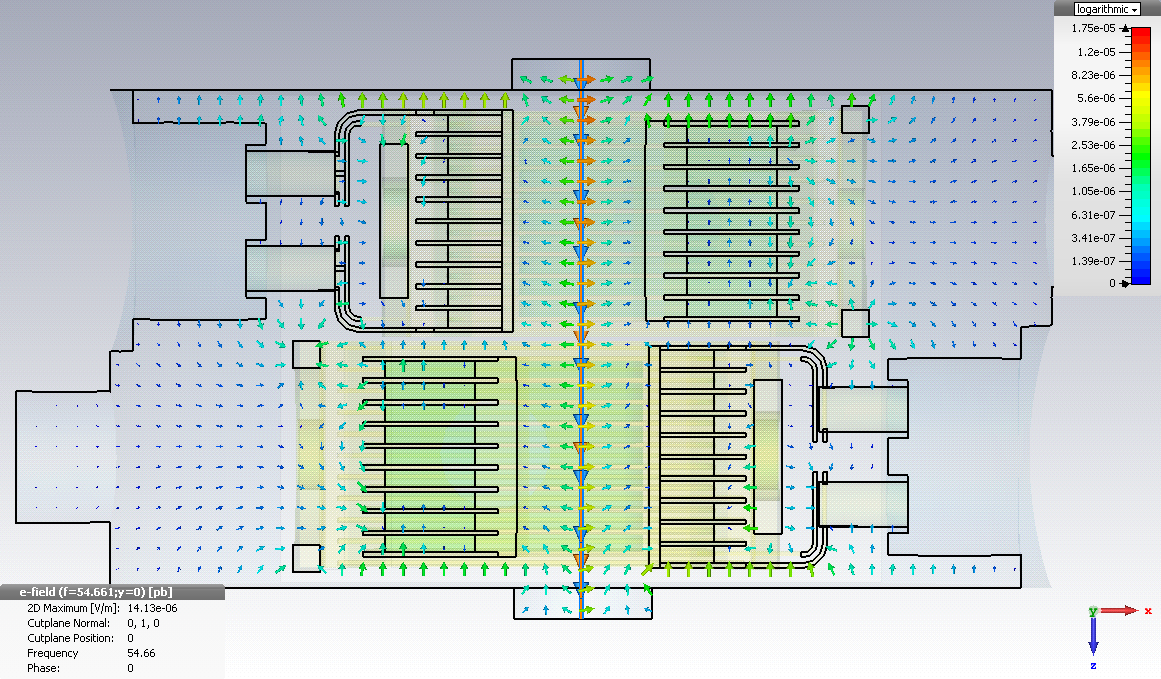 logarithmic
1.75e-05
1.2e-05
8.23e-06
5.6e-06
3.79e-06
2.53e-06
1.65e-06
1.05e-06
6.31e-07
3.41e-07
1.39e-07
0
e-field (f=54.661;y=0) [pb]
2D Maximum [V/m]: 14.13e-06
Cutplane Normal: 0, 1, 0
Cutplane Position: 0
Frequency 54.66
Phase: 0
y x
z